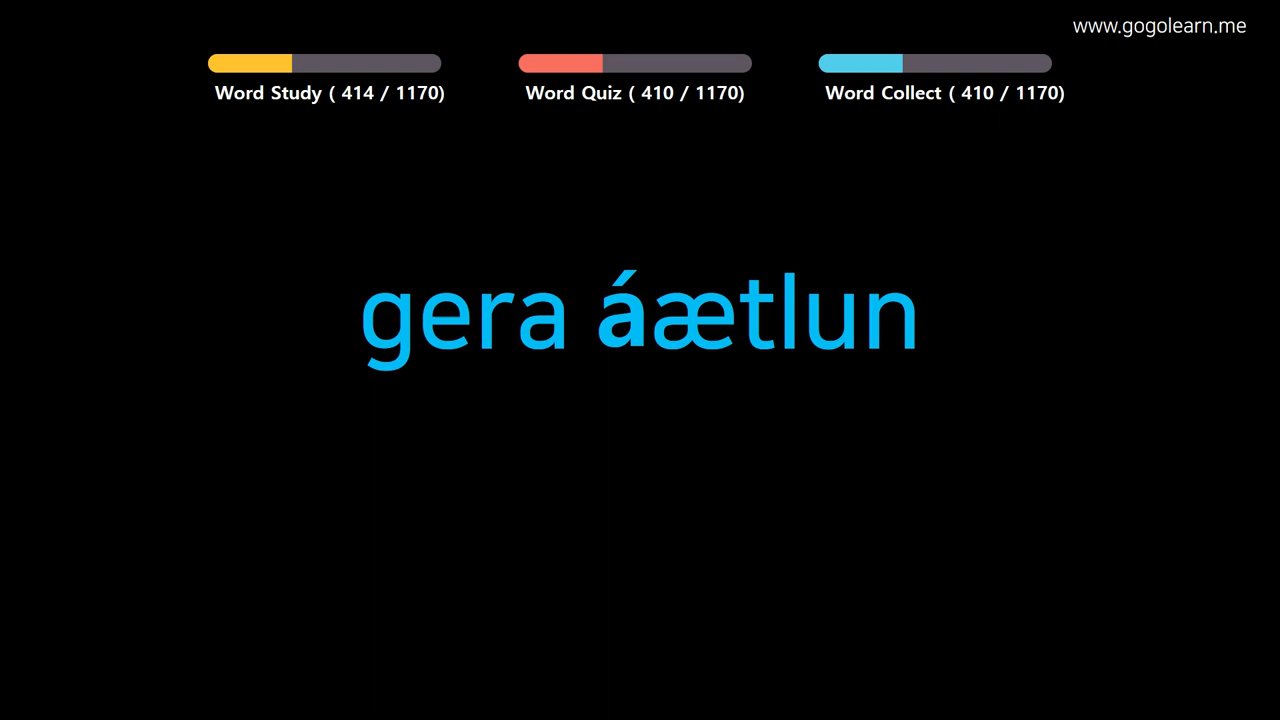 www.gogolearn.me
Word Study ( 414 / 1170)
Word Quiz ( 410 / 1170)
Word Collect ( 410 / 1170)
gera áætlun